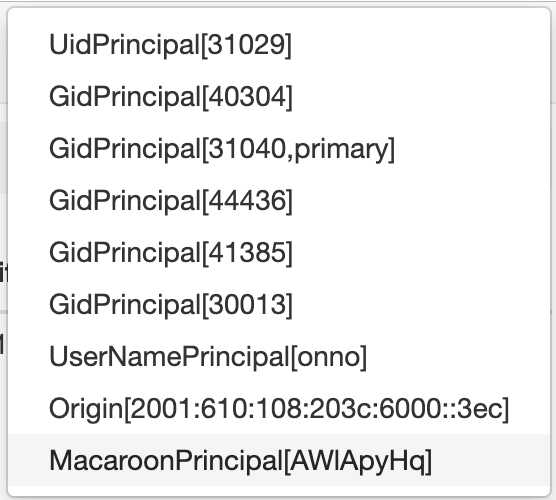 UidPrincipal[31029]
GidPrincipal[40304]
GidPrincipal[31040,primary]
GidPrincipal[44436]
GidPrincipal[41385]
GidPrincipal[30013]
UserNamePrincipal[onno]
Origin[2001:610:108:203c:6000::3ec]
MacaroonPrincipal[AWlApyHq]